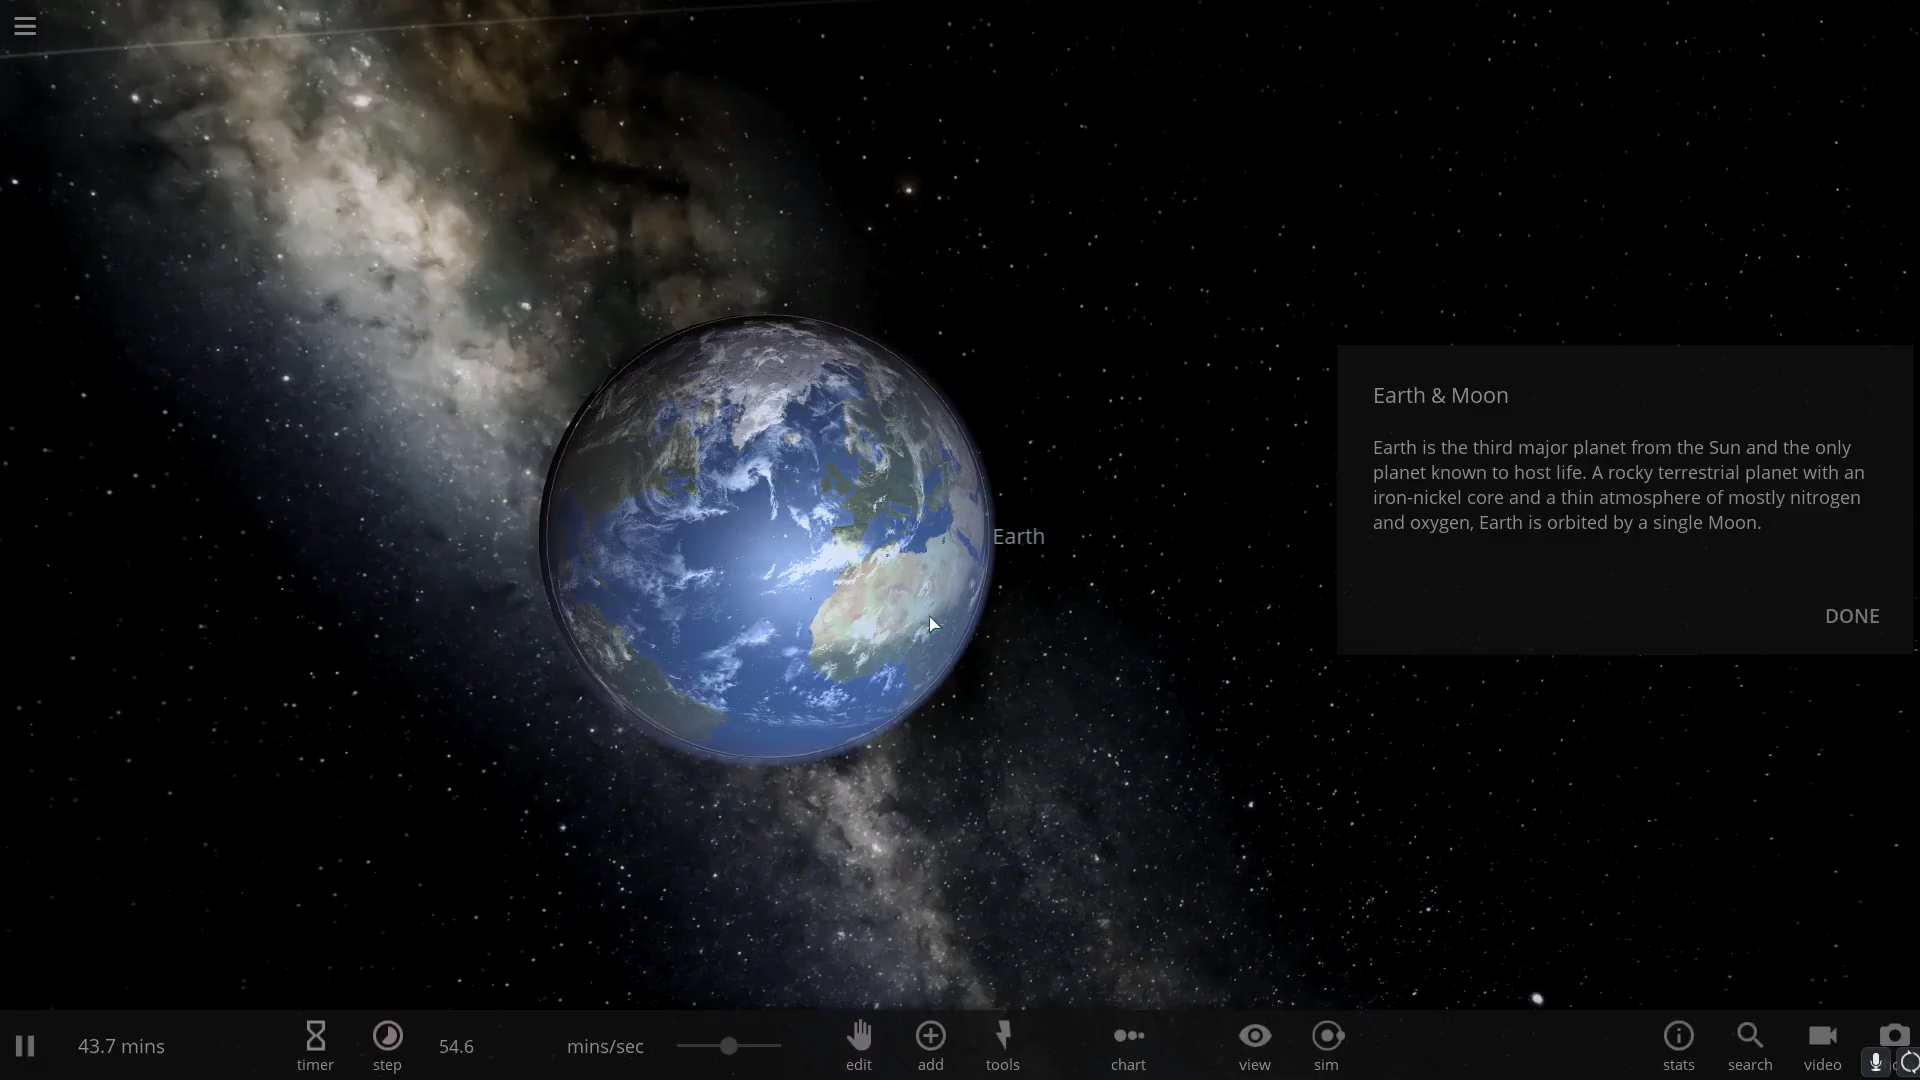 Earth & Moon
Earth is the third major planet from the Sun and the only
planet known to host life. A rocky terrestrial planet with an
iron-nickel core and a thin atmosphere of mostly nitrogen
and oxygen, Earth is orbited by a single Moon.
Earth
DONE
43.7 mins
timer
step
54.6
mins/sec
edit
add
tools
chart
view
sim
stats
search
video